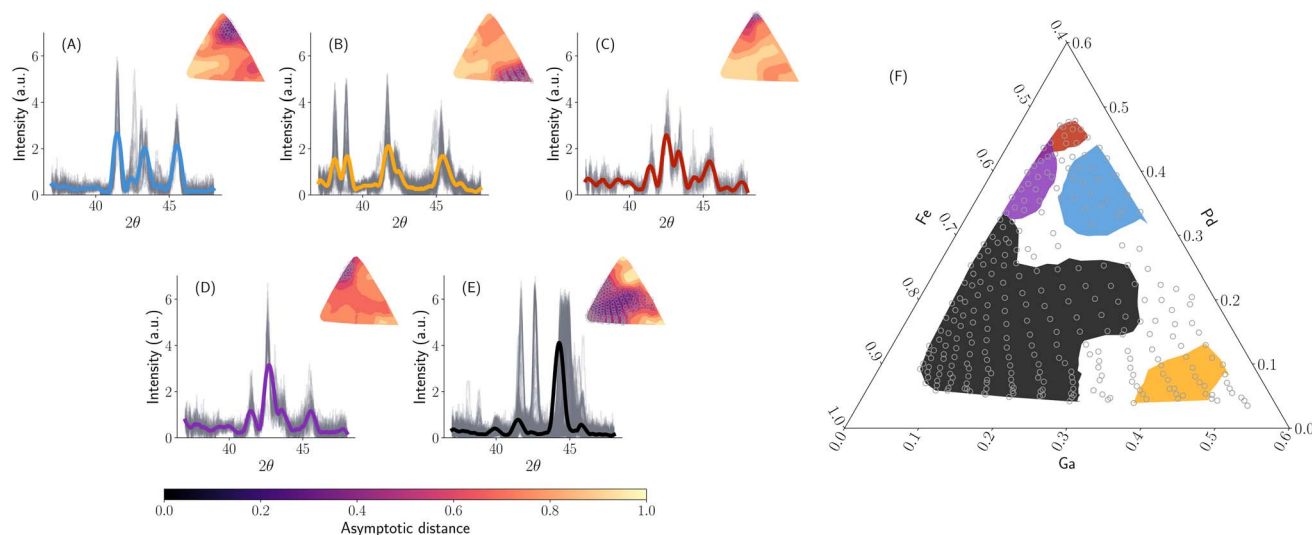 (A)
Intensity (a.u.)
6
4
2
0
40
45
2θ
(B)
Intensity (a.u.)
6
4
2
0
40
45
2θ
(C)
Intensity (a.u.)
6
4
2
0
40
45
2θ
(D)
Intensity (a.u.)
6
4
2
0
40
45
2θ
(E)
Intensity (a.u.)
6
4
2
0
40
45
2θ
0.0 0.2 0.4 0.6 0.8 1.0
Asymptotic distance
(F)
0.4
0.5
0.6
0.7
0.8
0.9
1.0
Fe
0.6
0.5
0.4
0.3
0.2
0.1
0.0
Pd
0.0 0.1 0.2 0.3 0.4 0.5 0.6
Ga